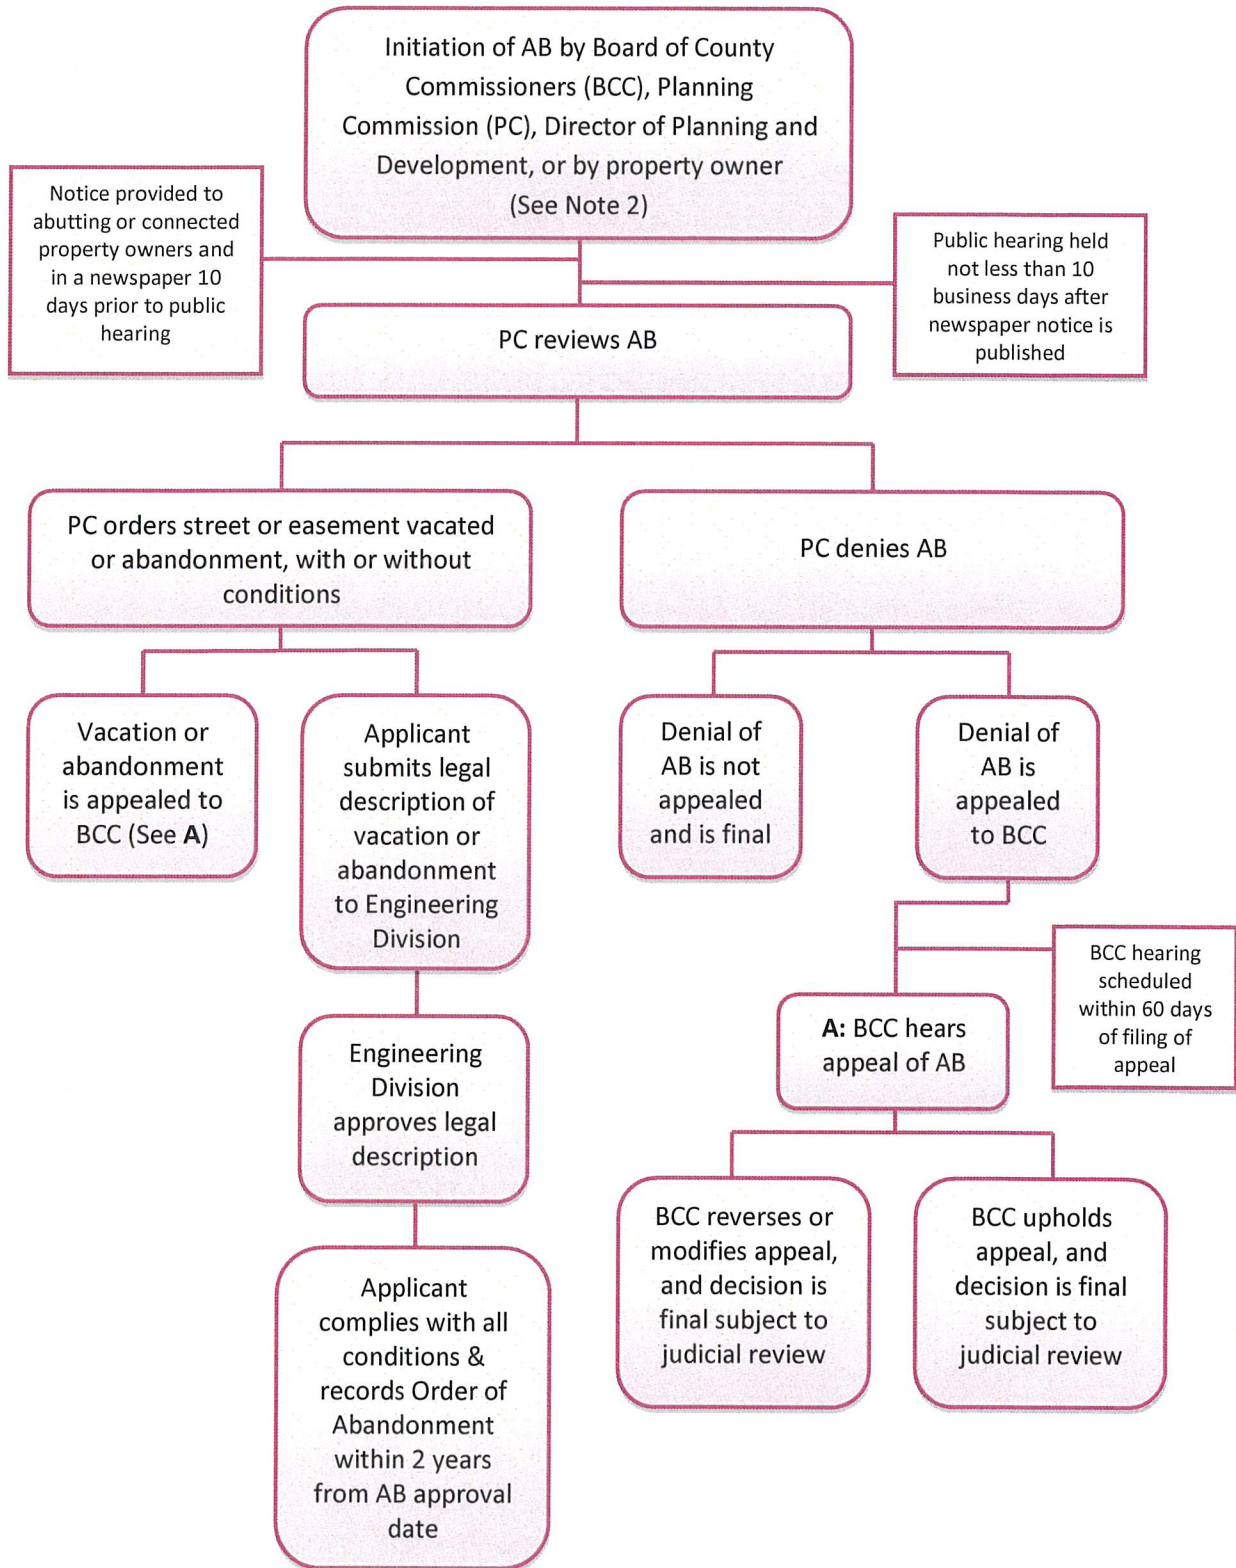 Initiation of AB by Board of County
Commissioners (BCC), Planning
Commission (PC), Director of Planning and
Development, or by property owner
(See Note 2)
Notice provided to
abutting or connected
property owners and
in a newspaper 10
days prior to public
hearing
Public hearing held
not less than 10
business days after
newspaper notice is
published
PC reviews AB
PC orders street or easement vacated
or abandonment, with or without
conditions
PC denies AB
Vacation or
abandonment
is appealed to
BCC (See A)
Applicant
submits legal
description of
vacation or
abandonment
to Engineering
Division
Denial of
AB is not
appealed
and is final
Denial of
AB is
appealed
to BCC
BCC hearing
scheduled
within 60 days
of filing of
appeal
A: BCC hears
appeal of AB
Engineering
Division
approves legal
description
BCC reverses or
modifies appeal,
and decision is
final subject to
judicial review
BCC upholds
appeal, and
decision is final
subject to
judicial review
Applicant
complies with all
conditions &
records Order of
Abandonment
within 2 years
from AB approval
date